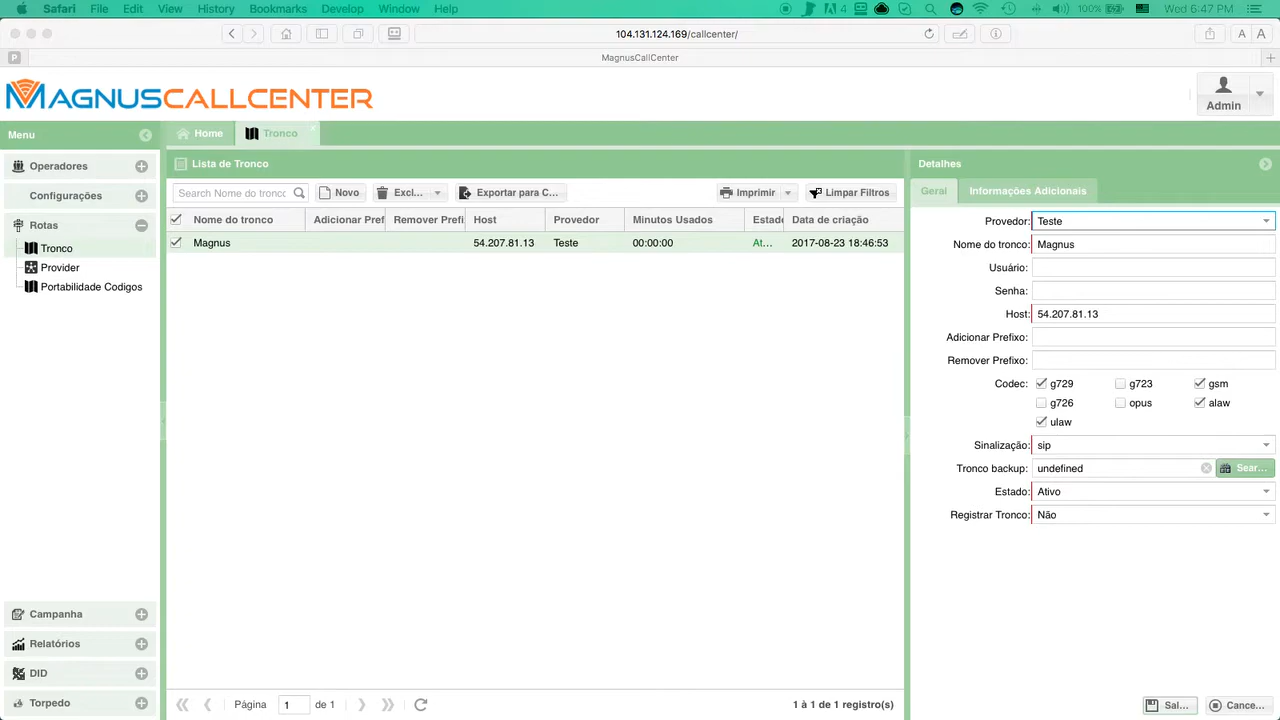 Safari File Edit View History Bookmarks Develop Window Help 4 100% Wed 6:47 PM
104.131.124.169/callcenter/ A A
P MagnusCallCenter
MAGNUSCALLCENTER
Admin
Menu
Home Tronco
Operadores
Configurações
Rotas
Tronco
Provider
Portabilidade Codigos
Campanha
Relatórios
DID
Torpedo
Lista de Tronco
Search Nome do tronc Novo Excl... Exportar para C... Imprimir Limpar Filtros
Nome do tronco Adicionar Pref Remover Prefi Host Provedor Minutos Usados Estado Data de criação
Magnus 54.207.81.13 Teste 00:00:00 At... 2017-08-23 18:46:53
Página 1 de 1 1 à 1 de 1 registro(s)
Detalhes
Geral Informações Adicionais
Provedor: Teste
Nome do tronco: Magnus
Usuário:
Senha:
Host: 54.207.81.13
Adicionar Prefixo:
Remover Prefixo:
Codec: g729 g723 gsm
g726 opus alaw
ulaw
Sinalização: sip
Tronco backup: undefined Sear...
Estado: Ativo
Registrar Tronco: Não
Sal... Cance...